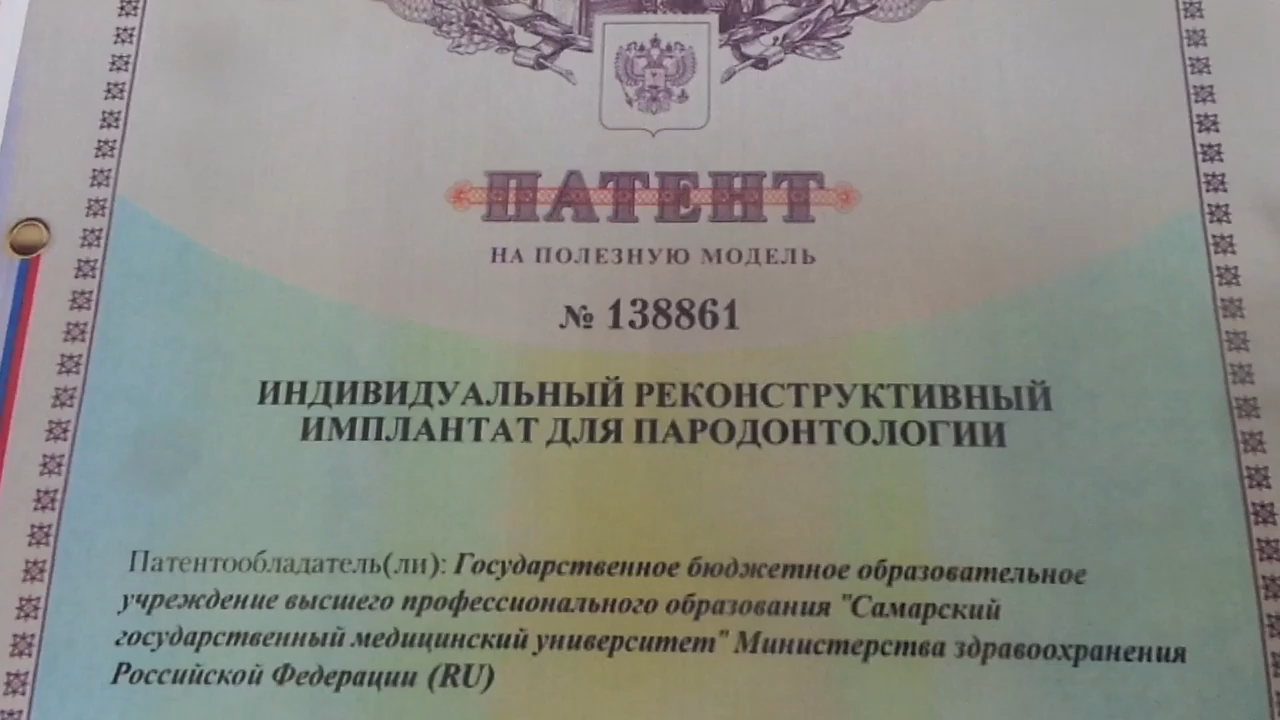 ПАТЕНТ
НА ПОЛЕЗНУЮ МОДЕЛЬ
№ 138861
ИНДИВИДУАЛЬНЫЙ РЕКОНСТРУКТИВНЫЙ
ИМПЛАНТАТ ДЛЯ ПАРОДОНТОЛОГИИ
Патентообладатель(ли): Государственное бюджетное образовательное
учреждение высшего профессионального образования "Самарский
государственный медицинский университет" Министерства здравоохранения
Российской Федерации (RU)